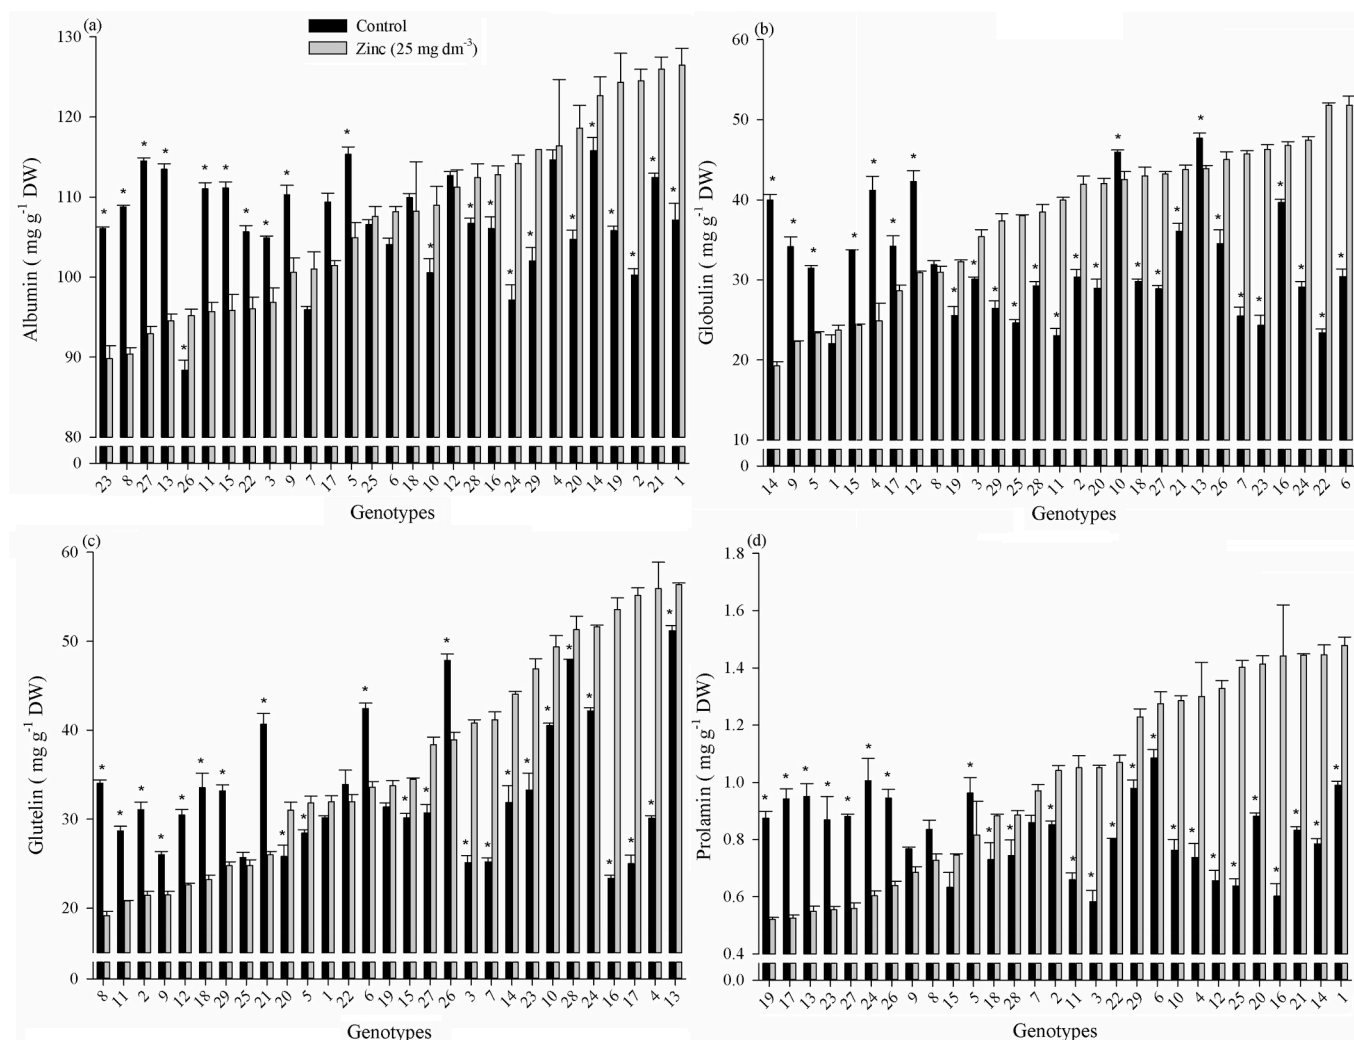 (a)
Control
Zinc (25 mg dm-3)
Albumin ( mg g-1 DW)
130
120
110
100
90
80
0
23 8 27 13 26 11 15 22 3 9 7 17 5 25 6 18 10 12 28 16 24 29 4 20 14 19 2 21 1
Genotypes
(b)
Globulin ( mg g-1 DW)
60
50
40
30
20
10
0
14 9 5 1 15 4 17 12 8 19 3 29 25 28 11 2 20 10 18 27 21 13 26 7 23 16 24 22 6
Genotypes
(c)
Glutelin ( mg g-1 DW)
60
50
40
30
20
0
8 11 2 9 12 18 29 25 21 20 5 1 22 6 19 15 27 26 3 7 14 23 10 28 24 16 17 4 13
Genotypes
(d)
Prolamin ( mg g-1 DW)
1.8
1.6
1.4
1.2
1.0
0.8
0.6
0.4
0.0
19 17 13 23 27 24 26 9 8 15 5 18 28 7 2 11 3 22 29 6 10 4 12 25 20 16 21 14 1
Genotypes